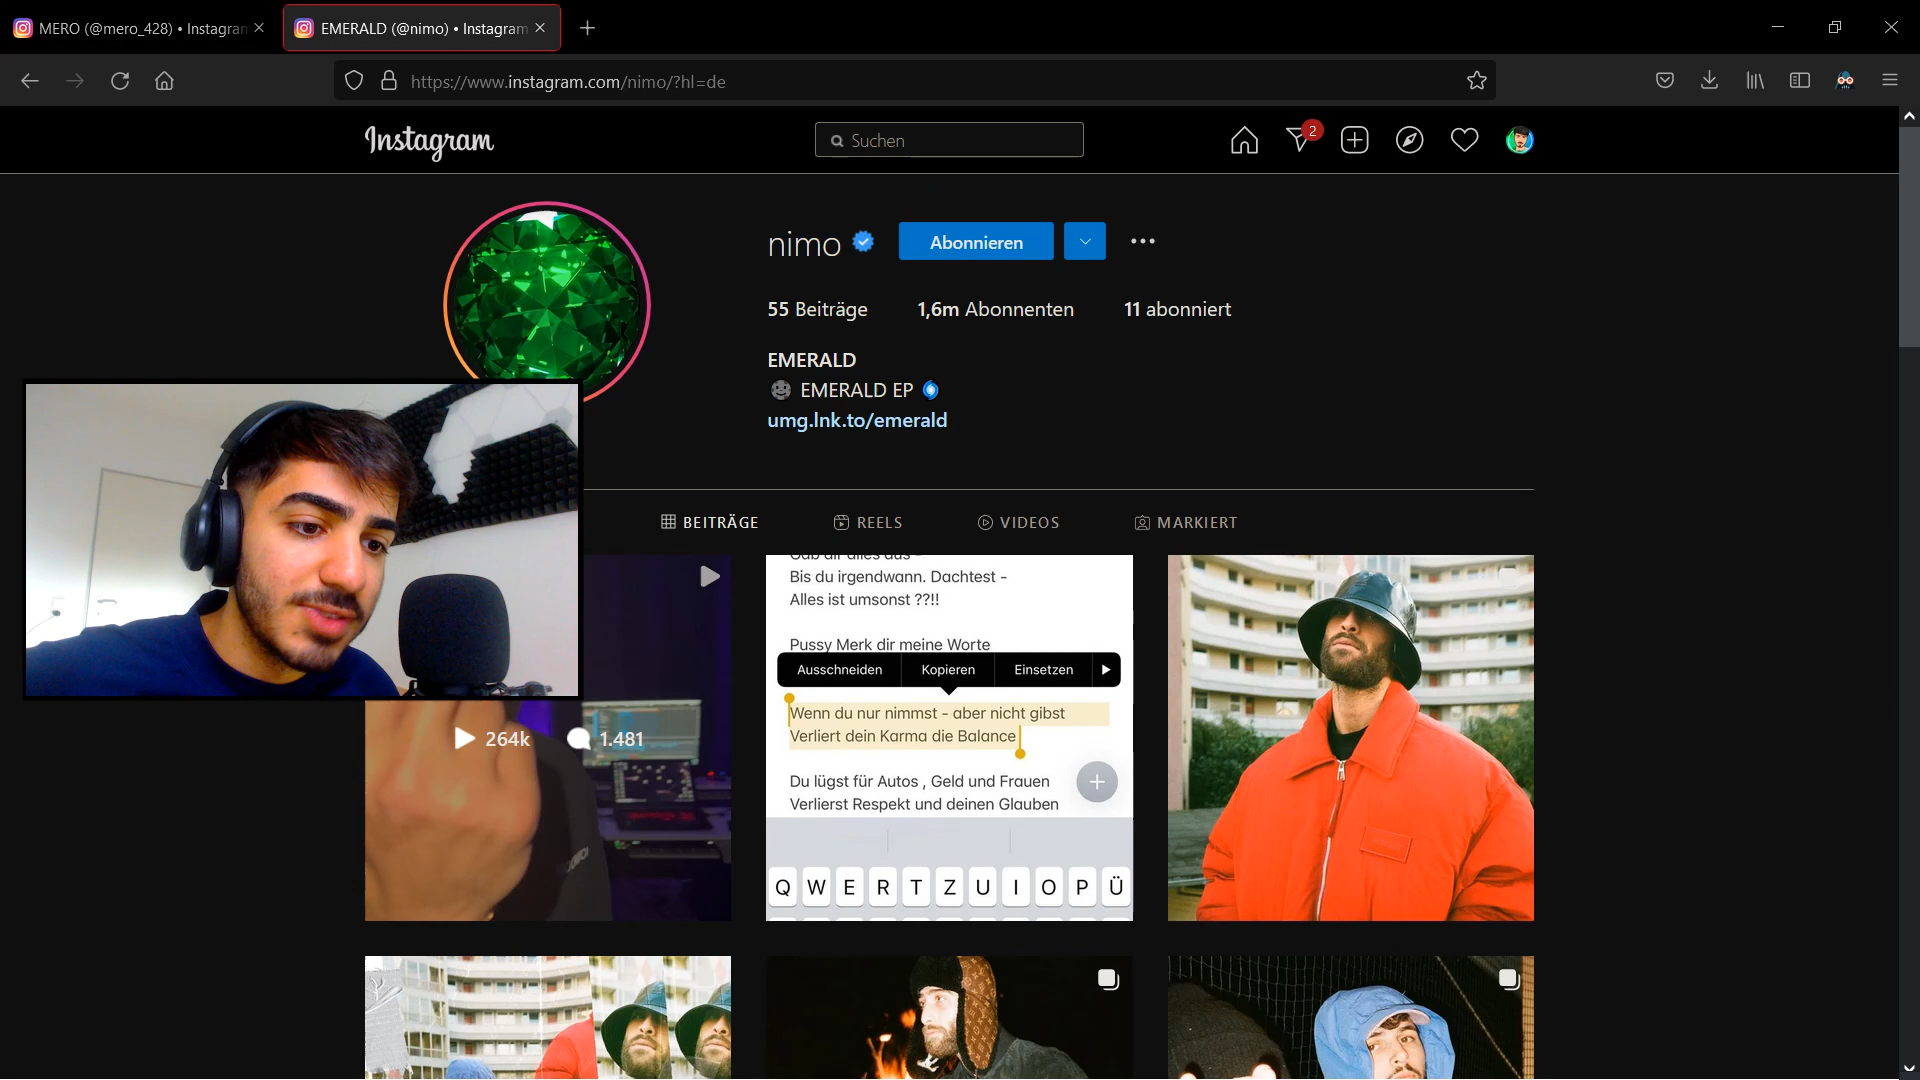 MERO (@mero_428) • Instagram
EMERALD (@nimo) • Instagram
https://www.instagram.com/nimo/?hl=de
Instagram
Suchen
2
nimo
Abonnieren
55 Beiträge
1,6m Abonnenten
11 abonniert
EMERALD
EMERALD EP
umg.lnk.to/emerald
BEITRÄGE
REELS
VIDEOS
MARKIERT
264k
1.481
Gab dir alles aus -
Bis du irgendwann. Dachtest -
Alles ist umsonst ??!!
Pussy Merk dir meine Worte
Ausschneiden
Kopieren
Einsetzen
Wenn du nur nimmst - aber nicht gibst
Verliert dein Karma die Balance
Du lügst für Autos , Geld und Frauen
Verlierst Respekt und deinen Glauben
Q W E R T Z U I O P Ü